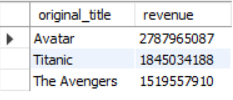 original_title revenue
Avatar 2787965087
Titanic 1845034188
The Avengers 1519557910